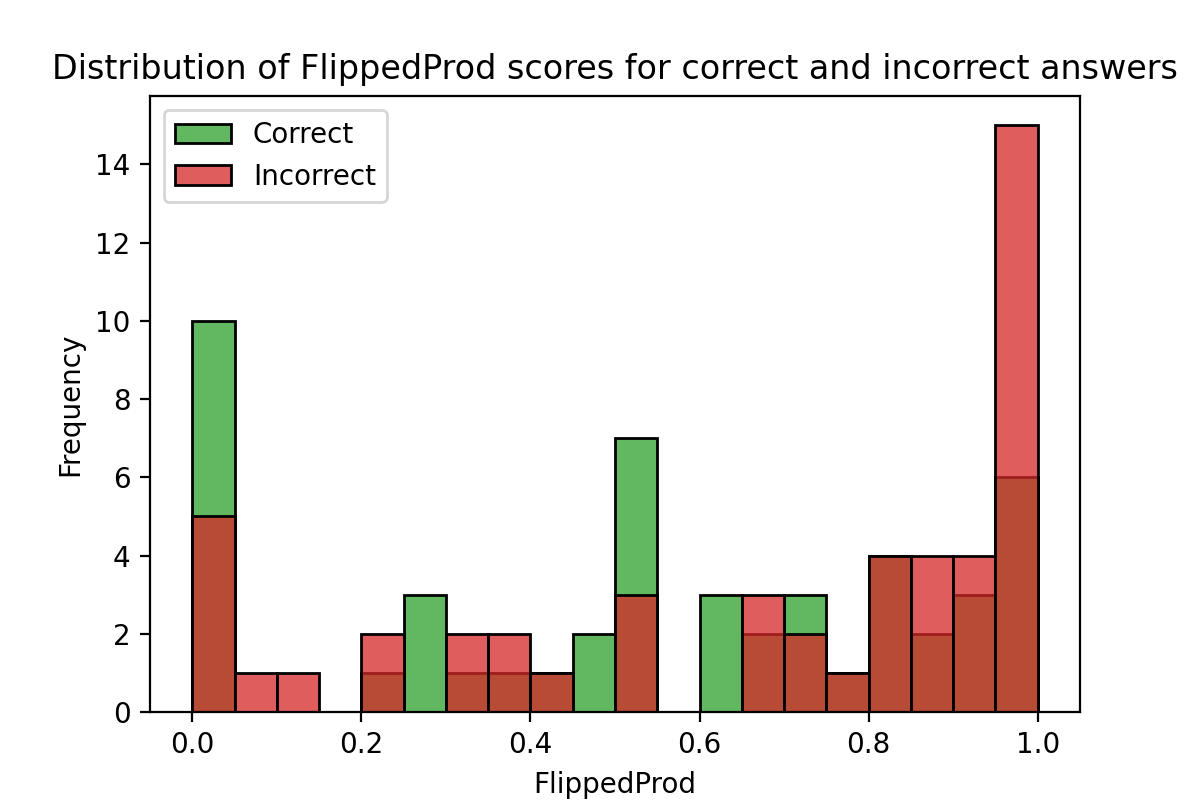 Distribution of FlippedProd scores for correct and incorrect answers
Correct
Incorrect
14
12
10
8
6
4
2
0
Frequency
0.0 0.2 0.4 0.6 0.8 1.0
FlippedProd